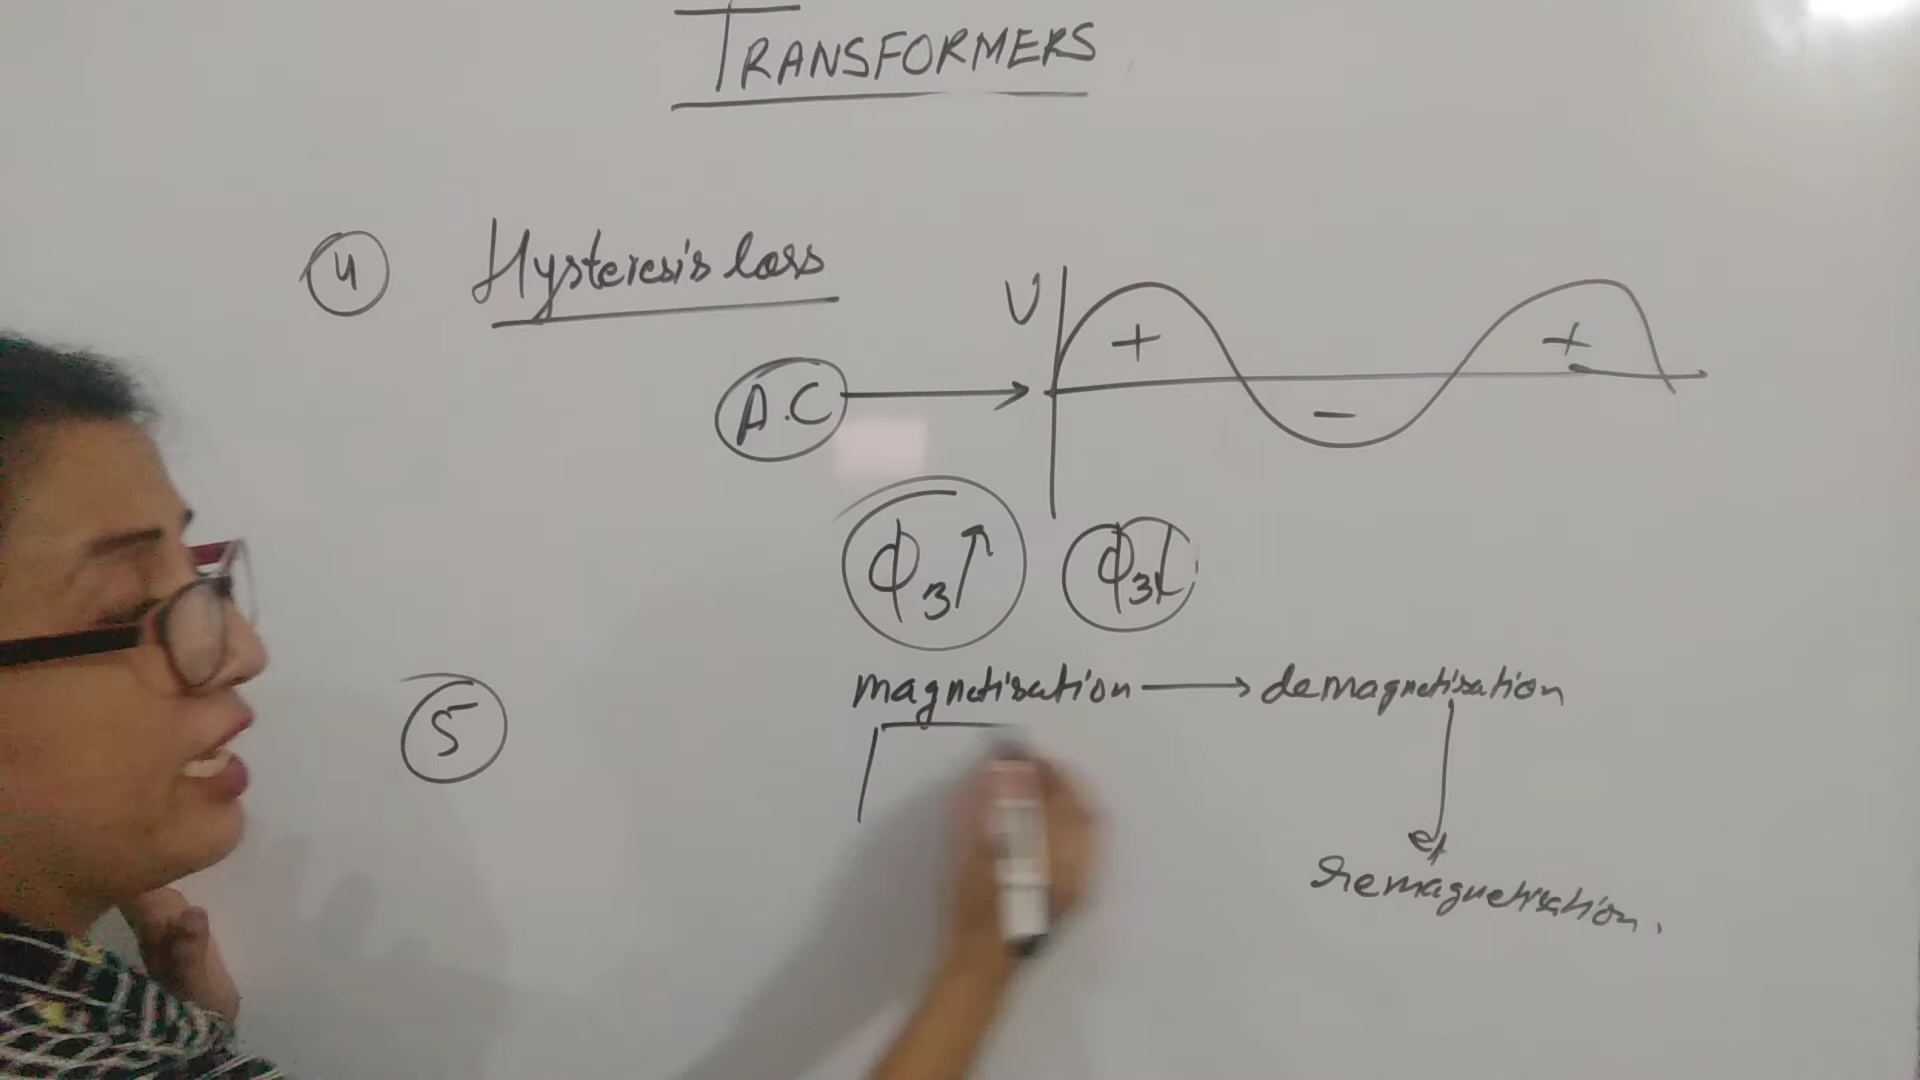 TRANSFORMERS
4 Hysteresis loss
V
+ +
A.C
-
ϕ3↑ ϕ3↓
magnetisation → demagnetisation
5
remagnetisation.